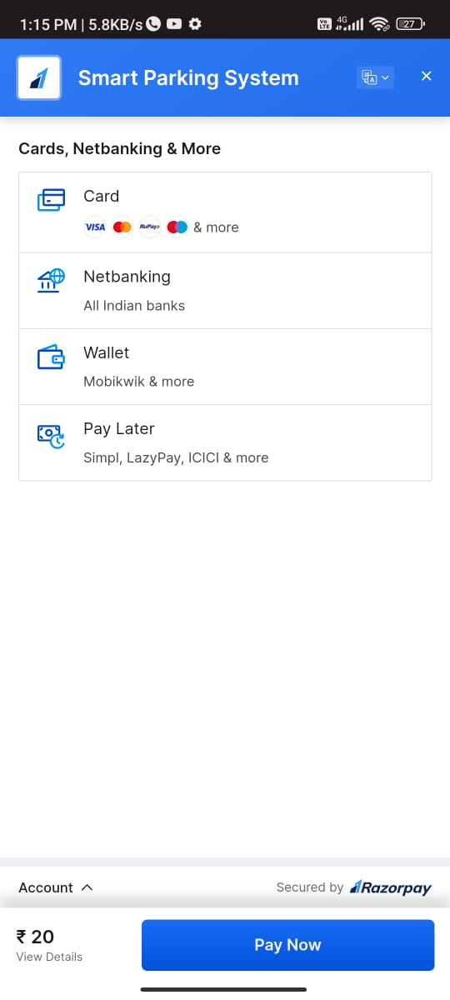 1:15 PM | 5.8KB/s
Vo LTE 4G 27
Smart Parking System
Cards, Netbanking & More
Card
VISA RuPay & more
Netbanking
All Indian banks
Wallet
Mobikwik & more
Pay Later
Simpl, LazyPay, ICICI & more
Account
Secured by Razorpay
₹ 20
View Details
Pay Now